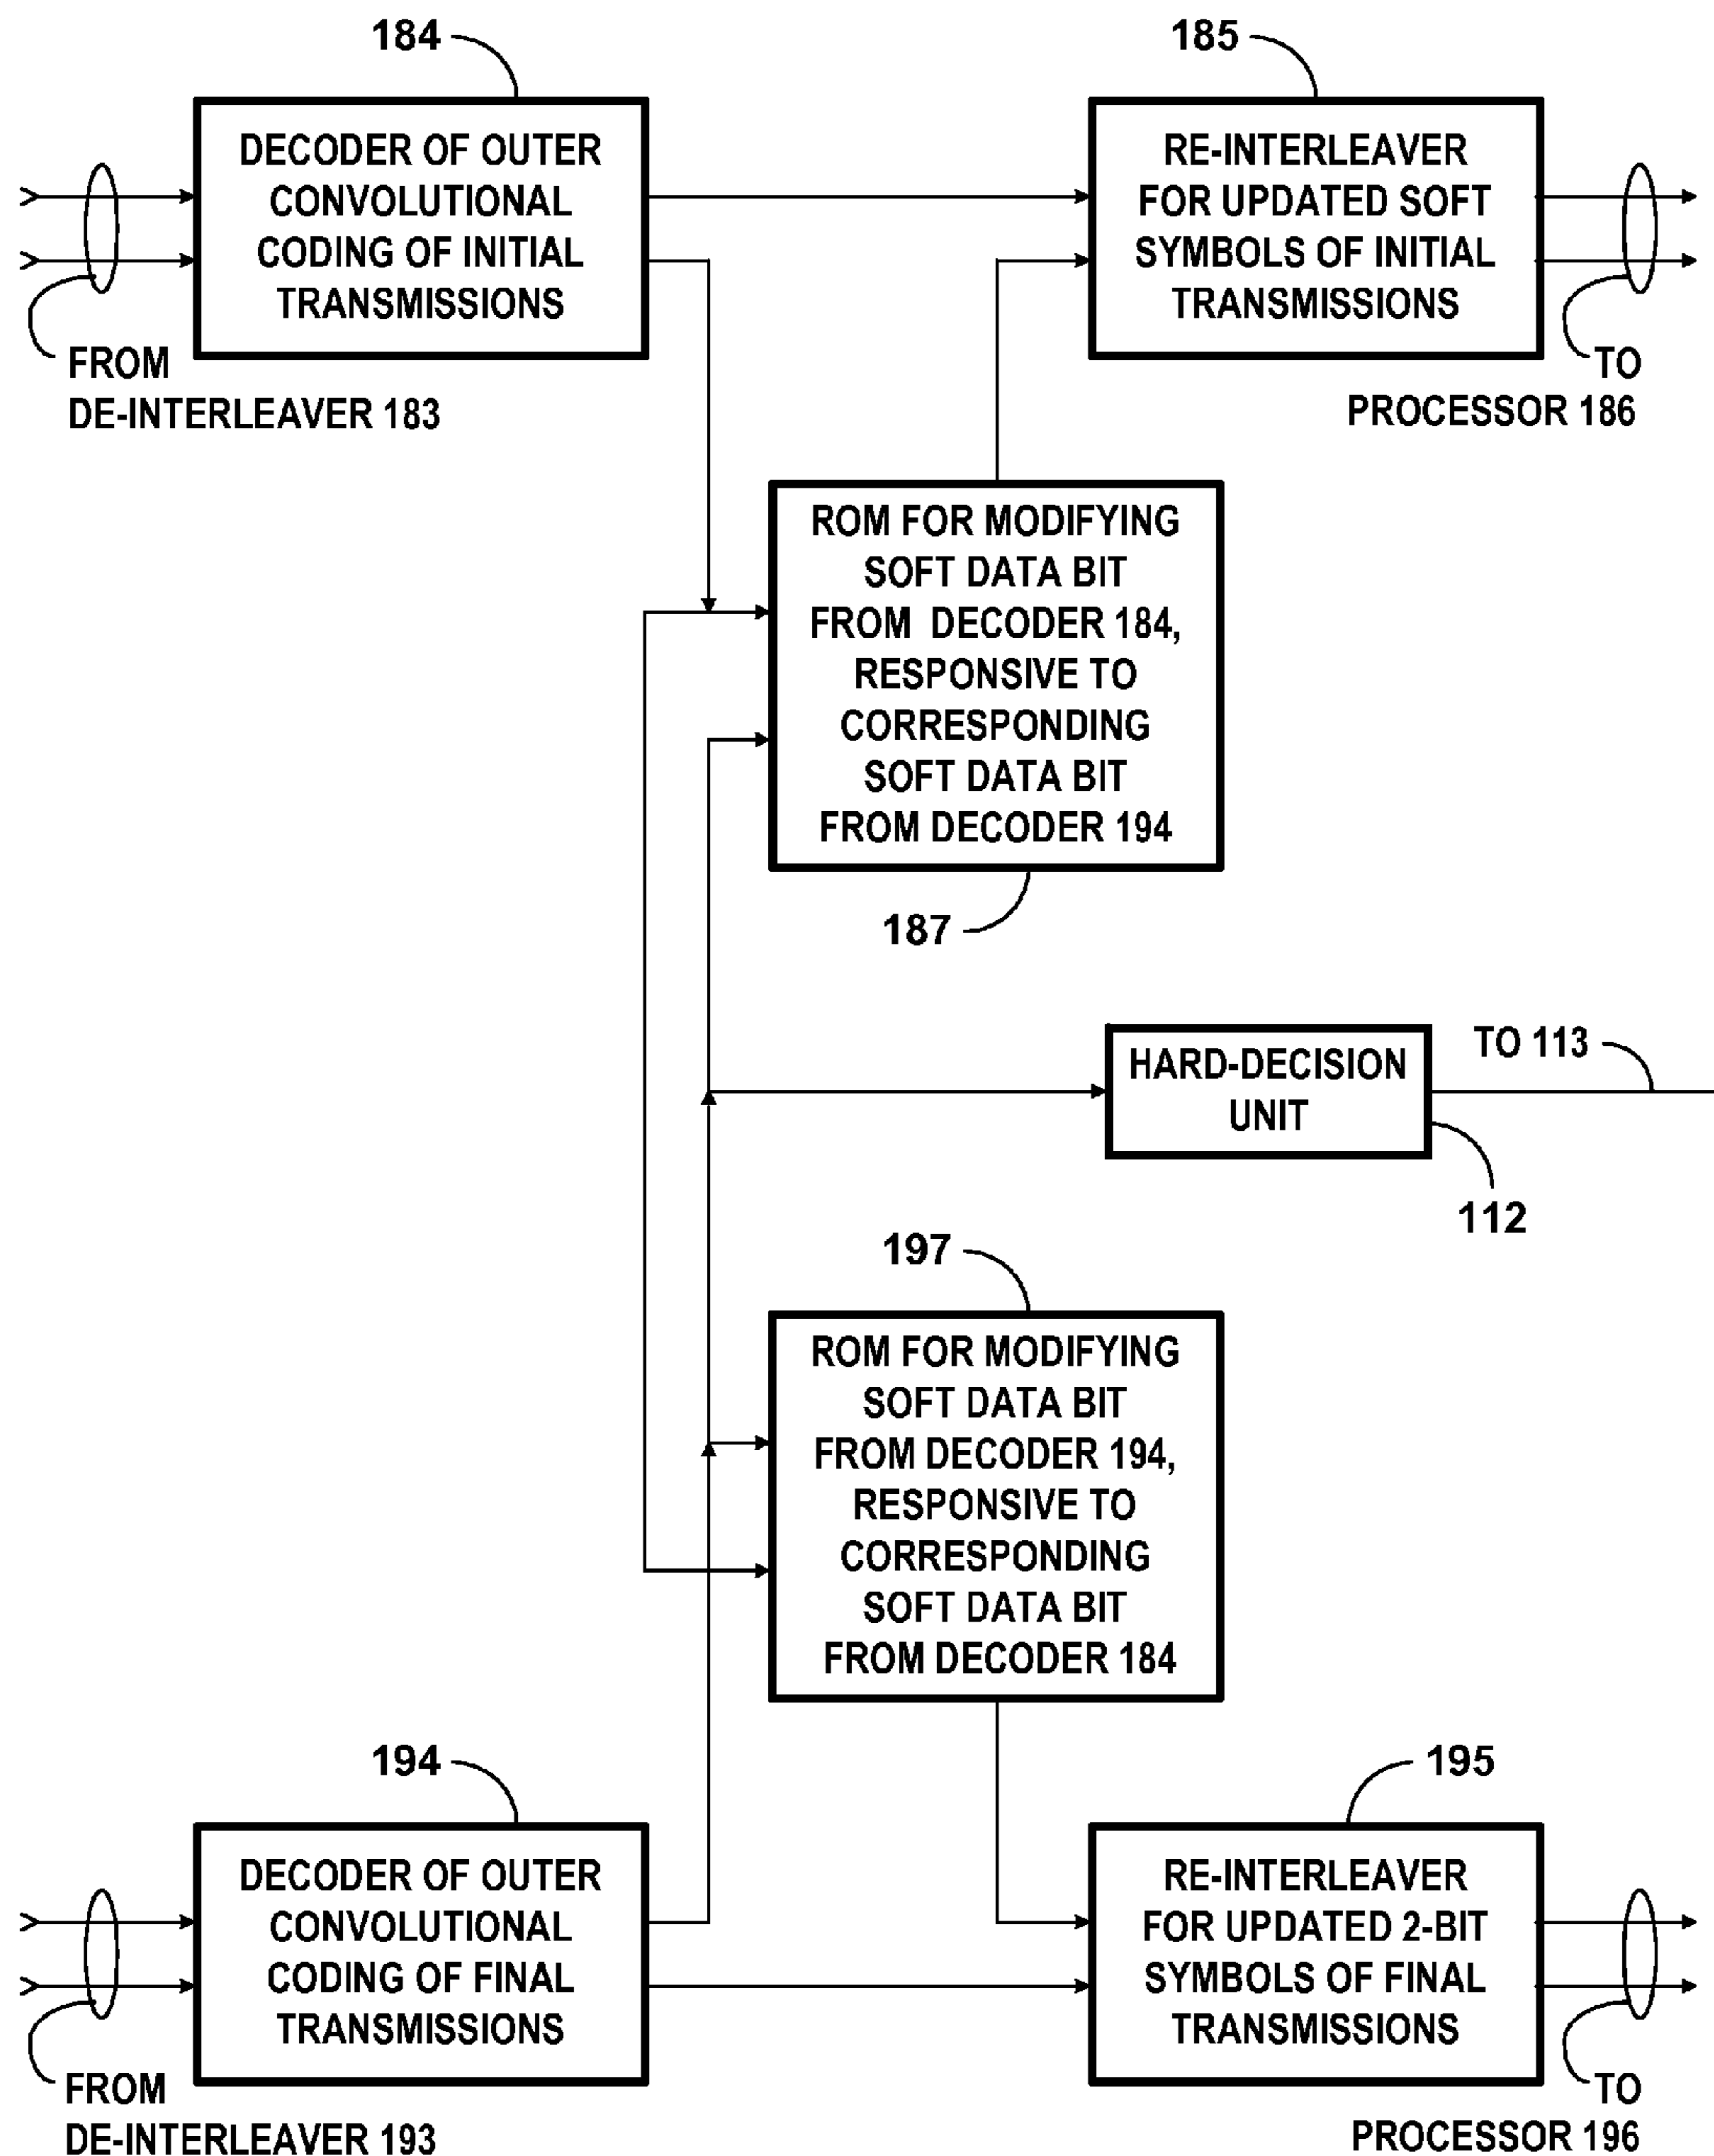 184
185
DECODER OF OUTER
CONVOLUTIONAL
CODING OF INITIAL
TRANSMISSIONS
RE-INTERLEAVER
FOR UPDATED SOFT
SYMBOLS OF INITIAL
TRANSMISSIONS
FROM
DE-INTERLEAVER 183
TO
PROCESSOR 186
ROM FOR MODIFYING
SOFT DATA BIT
FROM DECODER 184,
RESPONSIVE TO
CORRESPONDING
SOFT DATA BIT
FROM DECODER 194
187
HARD-DECISION
UNIT
TO 113
112
197
ROM FOR MODIFYING
SOFT DATA BIT
FROM DECODER 194,
RESPONSIVE TO
CORRESPONDING
SOFT DATA BIT
FROM DECODER 184
194
195
DECODER OF OUTER
CONVOLUTIONAL
CODING OF FINAL
TRANSMISSIONS
RE-INTERLEAVER
FOR UPDATED 2-BIT
SYMBOLS OF FINAL
TRANSMISSIONS
FROM
DE-INTERLEAVER 193
TO
PROCESSOR 196